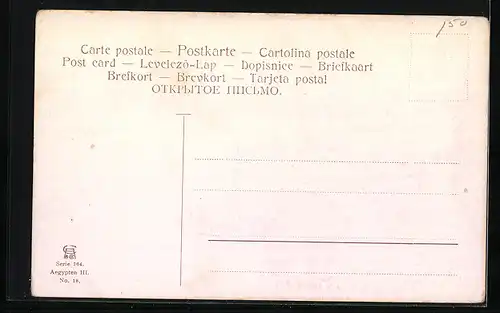 150
Carte postale — Postkarte — Cartolina postale
Post card — Levelező-Lap — Dopisnice — Briefkaart
Brefkort — Brevkort — Tarjeta postal
ОТКРЫТОЕ ПИСЬМО.
Serie 164.
Aegypten III.
No. 18.